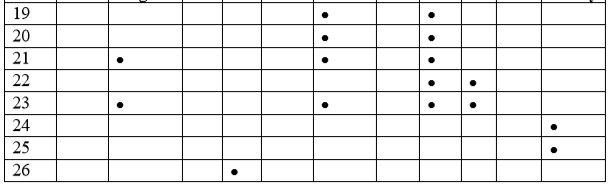 19 • •
20 • •
21 • • •
22 • •
23 • • • •
24 •
25 •
26 •